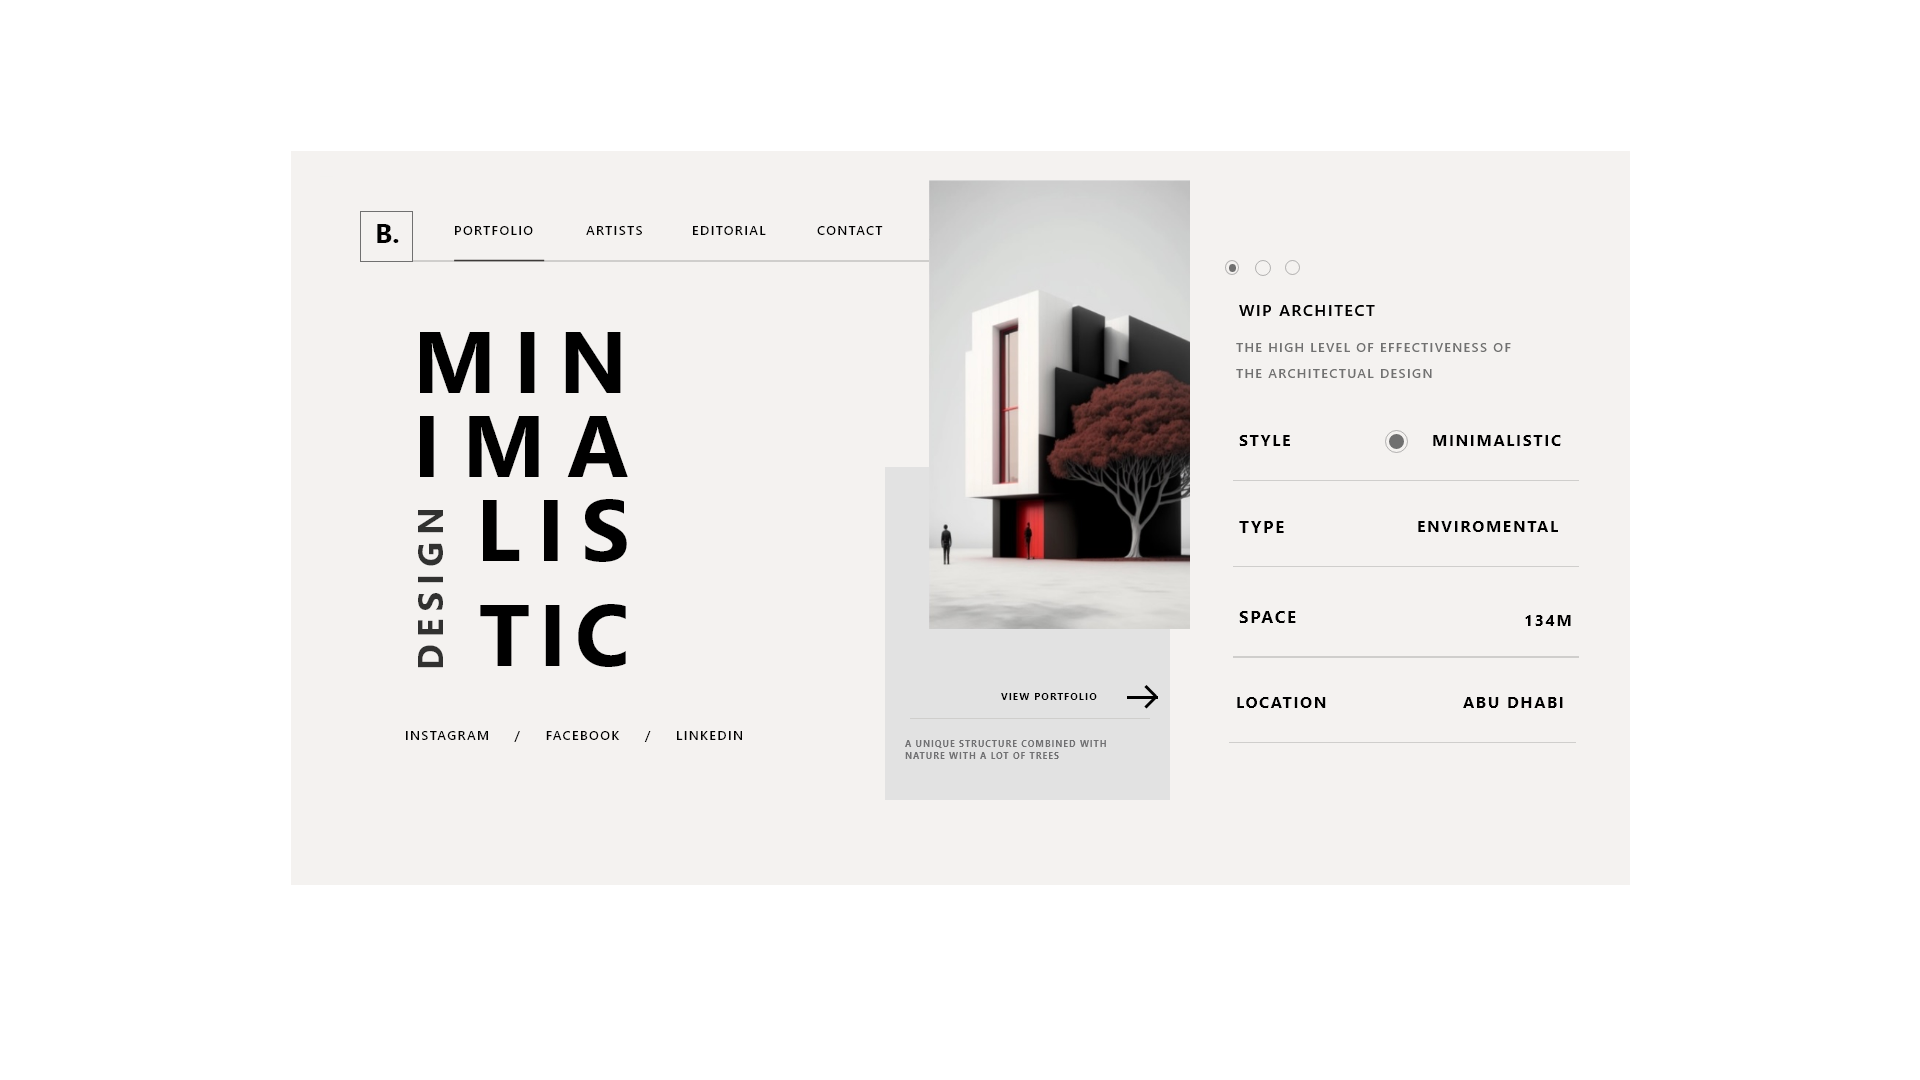 B.
PORTFOLIO
ARTISTS
EDITORIAL
CONTACT
MIN
IMA
LIS
TIC
DESIGN
INSTAGRAM / FACEBOOK / LINKEDIN
VIEW PORTFOLIO
A UNIQUE STRUCTURE COMBINED WITH
NATURE WITH A LOT OF TREES
WIP ARCHITECT
THE HIGH LEVEL OF EFFECTIVENESS OF
THE ARCHITECTUAL DESIGN
STYLE MINIMALISTIC
TYPE ENVIROMENTAL
SPACE 134M
LOCATION ABU DHABI